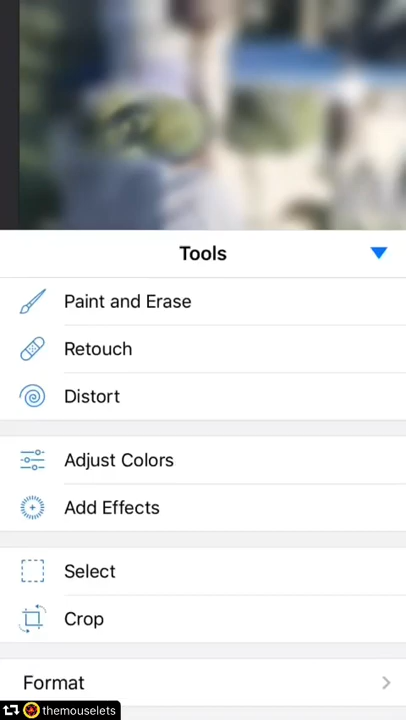 Tools
Paint and Erase
Retouch
Distort
Adjust Colors
Add Effects
Select
Crop
Format
themouselets